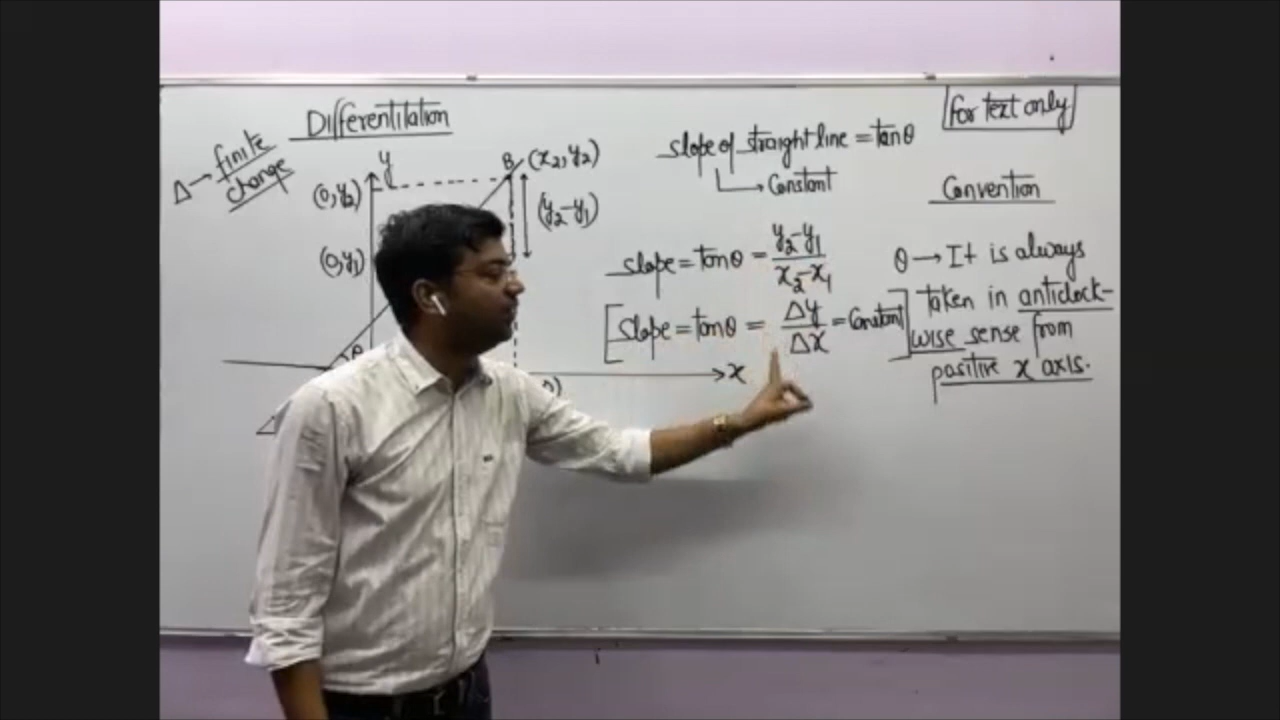 Differentilation
for text only
Δ → finite
change
y
B (x₂, y₂)
(0, y₂)
(y₂-y₁)
(0, y₁)
θ
x
slope of straight line = tanθ
Constant
slope = tanθ = y₂-y₁ / x₂-x₁
[slope = tanθ = Δy / Δx = Constant]
Convention
θ → It is always
Taken in anticlock-
wise sense from
positive x axis.